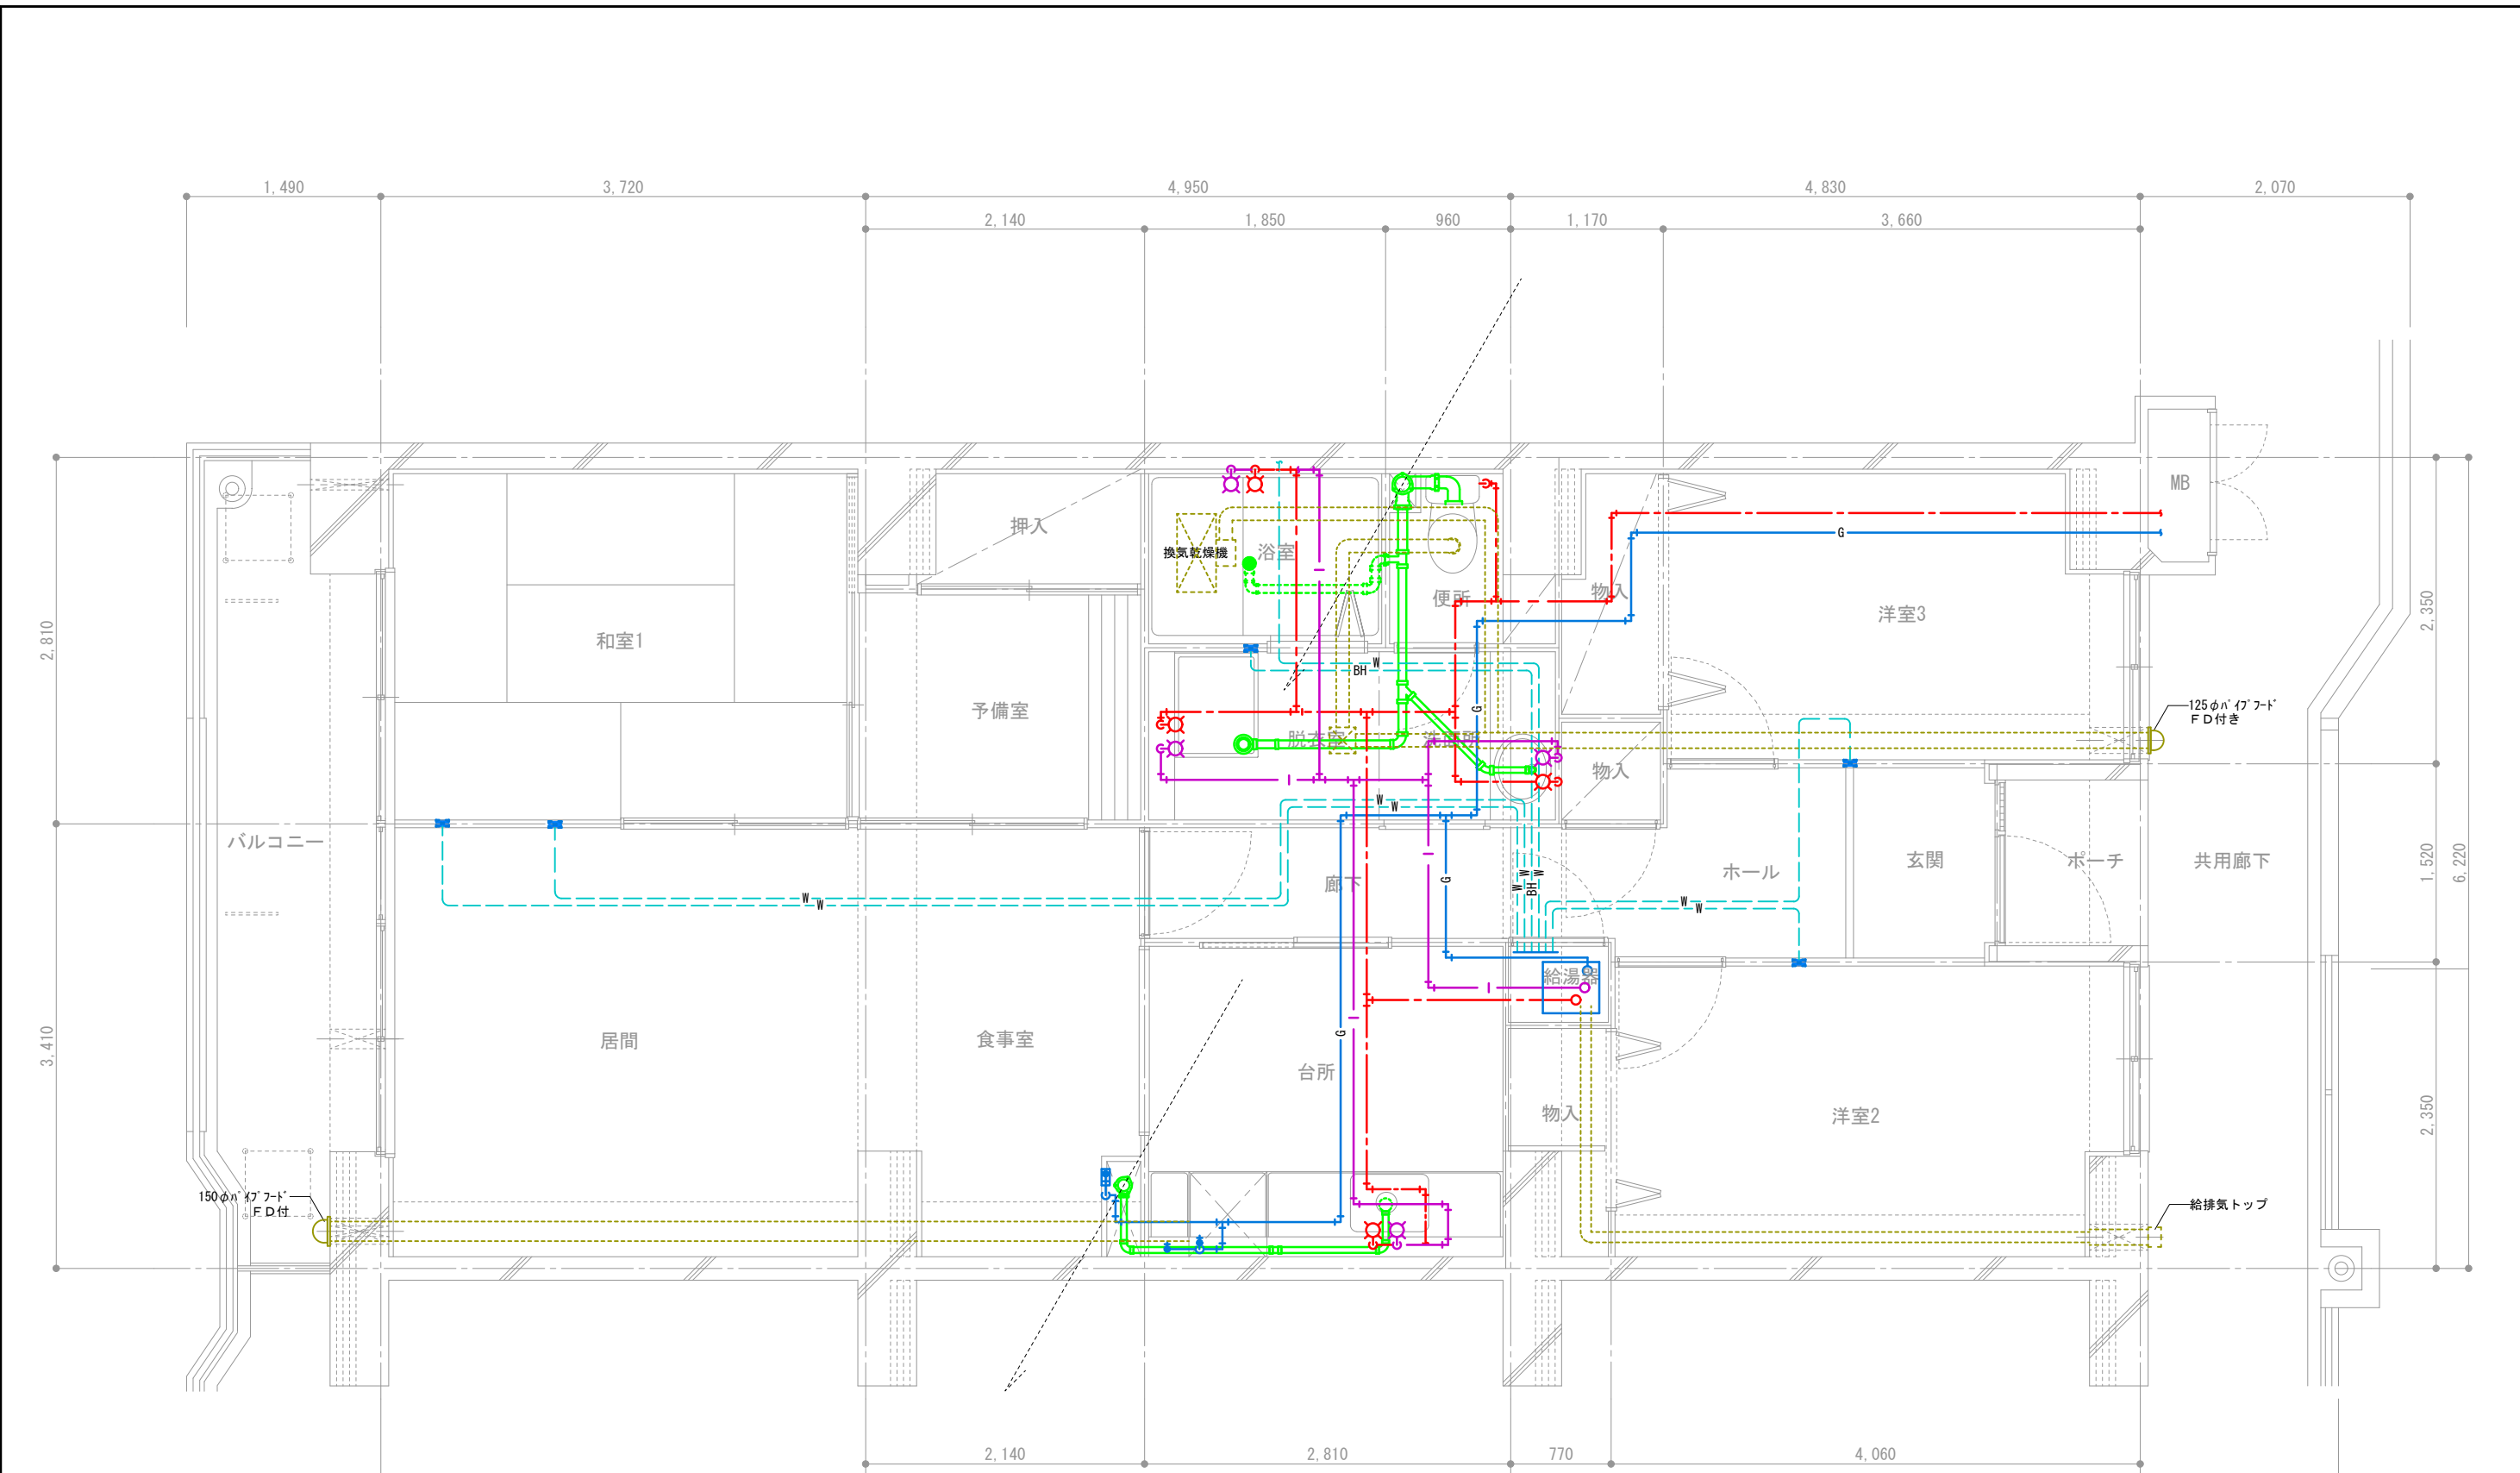 1,490
3,720
4,950
4,830
2,070
2,140
1,850
960
1,170
3,660
MB
押入
換気乾燥機
浴室
便所
物入
G
洋室3
和室1
2,810
2,350
W
BH
予備室
G
125φﾊﾟｲﾌﾟﾌｰﾄﾞ
ＦＤ付き
脱衣室
洗面所
物入
W
W
バルコニー
廊下
ホール
玄関
ポーチ
共用廊下
1,520
6,220
W
W
G
W
W
BH
W
W
W
給湯器
居間
食事室
G
台所
3,410
物入
洋室2
2,350
150φﾊﾟｲﾌﾟﾌｰﾄﾞ
ＦＤ付
給排気トップ
2,140
2,810
770
4,060